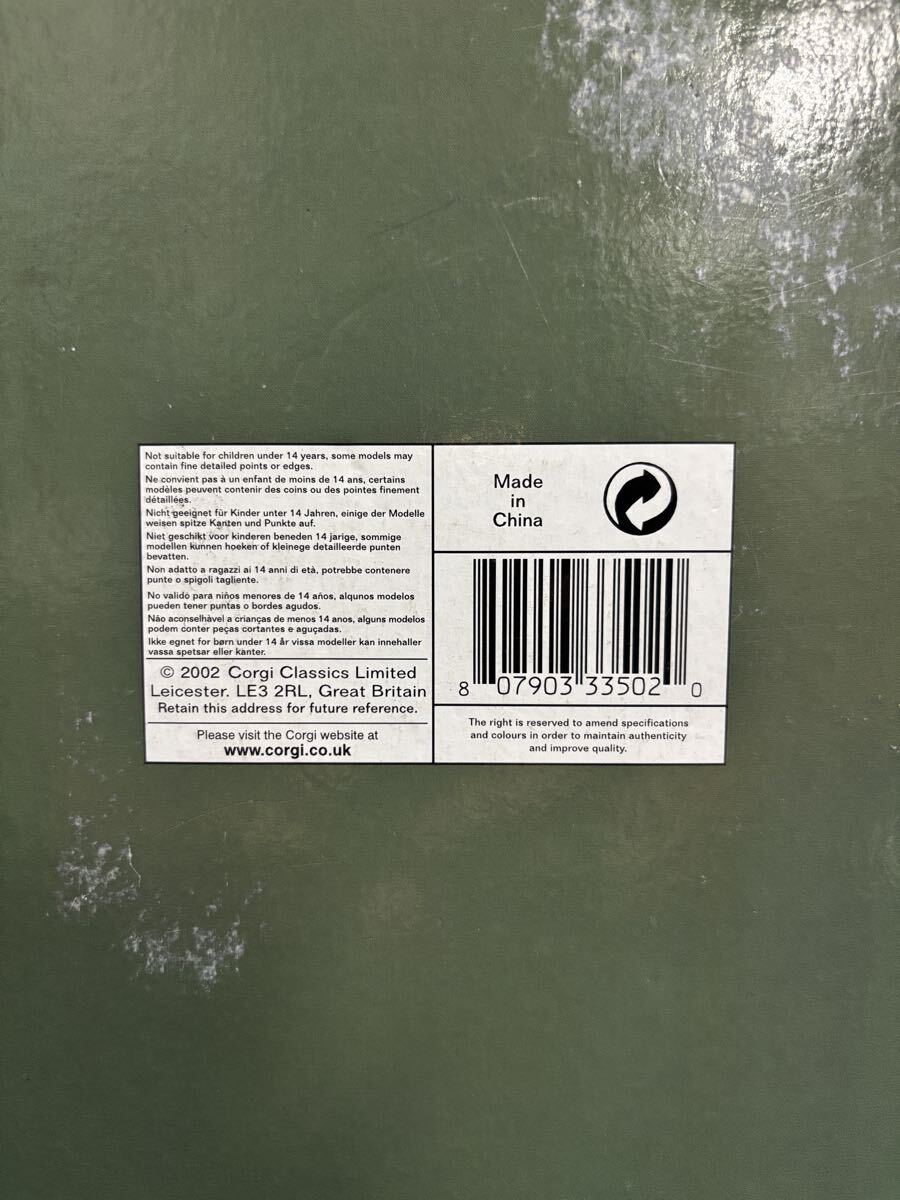 Not suitable for children under 14 years, some models may
contain fine detailed points or edges.
Ne convient pas à un enfant de moins de 14 ans, certains
modèles peuvent contenir des coins ou des pointes finement
détaillées.
Nicht geeignet für Kinder unter 14 Jahren, einige der Modelle
weisen spitze Kanten und Punkte auf.
Niet geschikt voor kinderen beneden 14 jarige, sommige
modellen kunnen hoeken of kleinege detailleerde punten
bevatten.
Non adatto a ragazzi ai 14 anni di età, potrebbe contenere
punte o spigoli tagliente.
No valido para niños menores de 14 años, alqunos modelos
pueden tener puntas o bordes agudos.
Não aconselhàvel a crianças de menos 14 anos, alguns modelos
podem conter peças cortantes e aguçadas.
Ikke egnet for børn under 14 år vissa modeller kan innehaller
vassa spetsar eller kanter.
© 2002 Corgi Classics Limited
Leicester. LE3 2RL, Great Britain
Retain this address for future reference.
Please visit the Corgi website at
www.corgi.co.uk
Made
in
China
8 07903 33502 0
The right is reserved to amend specifications
and colours in order to maintain authenticity
and improve quality.